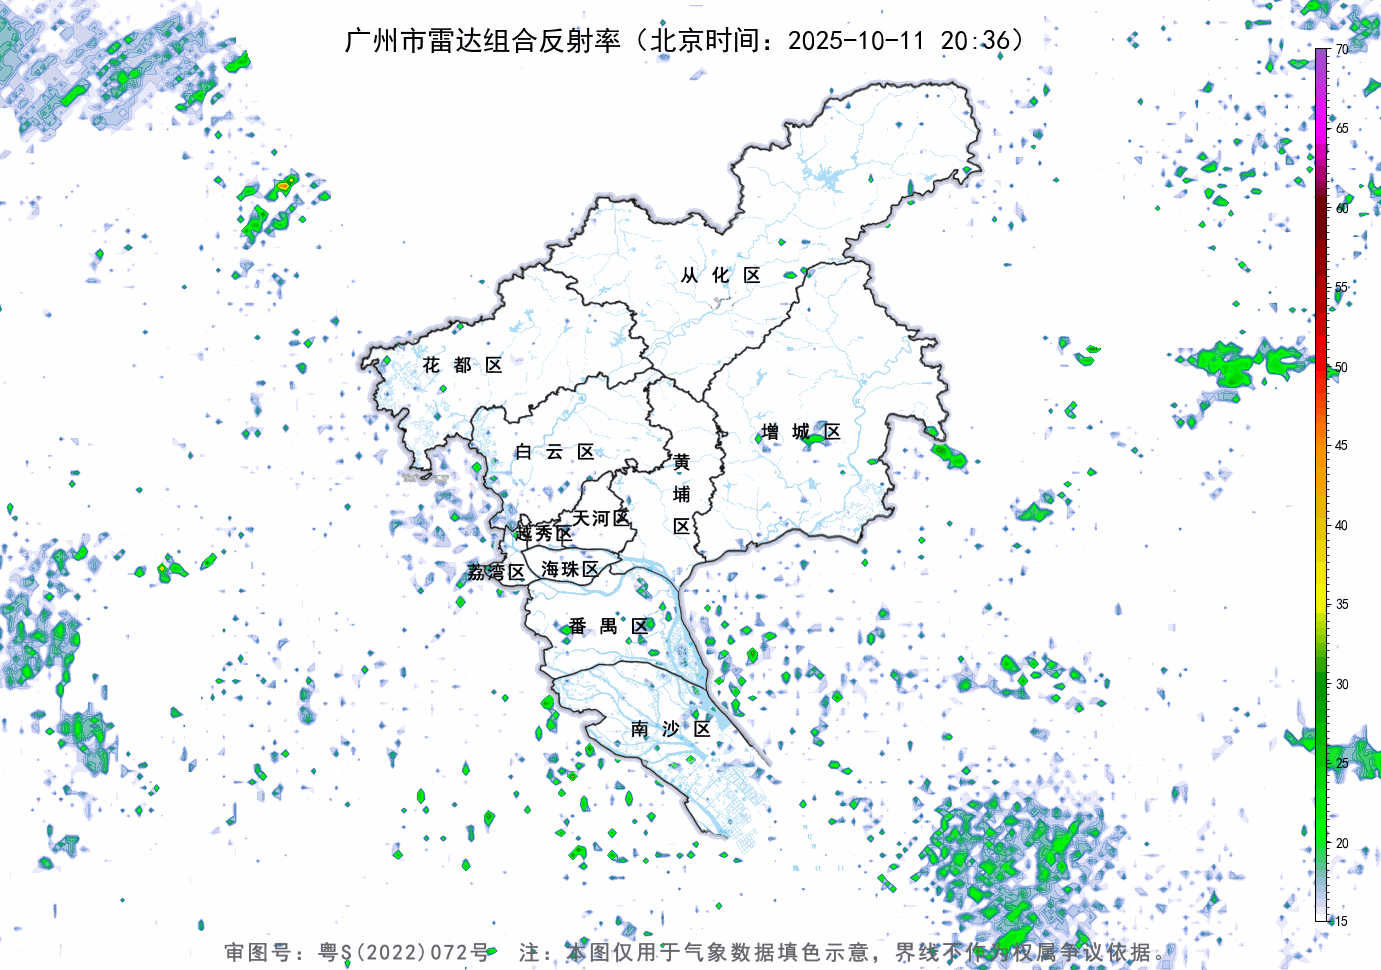 广州市雷达组合反射率（北京时间：2025-10-11 20:36）
70
65
60
55
50
45
40
35
30
25
20
15
从化区
花都区
增城区
白云区
黄埔区
天河区
越秀区
海珠区
荔湾区
番禺区
南沙区
审图号：粤S(2022)072号 注：本图仅用于气象数据填色示意，界线不作为权属争议依据。